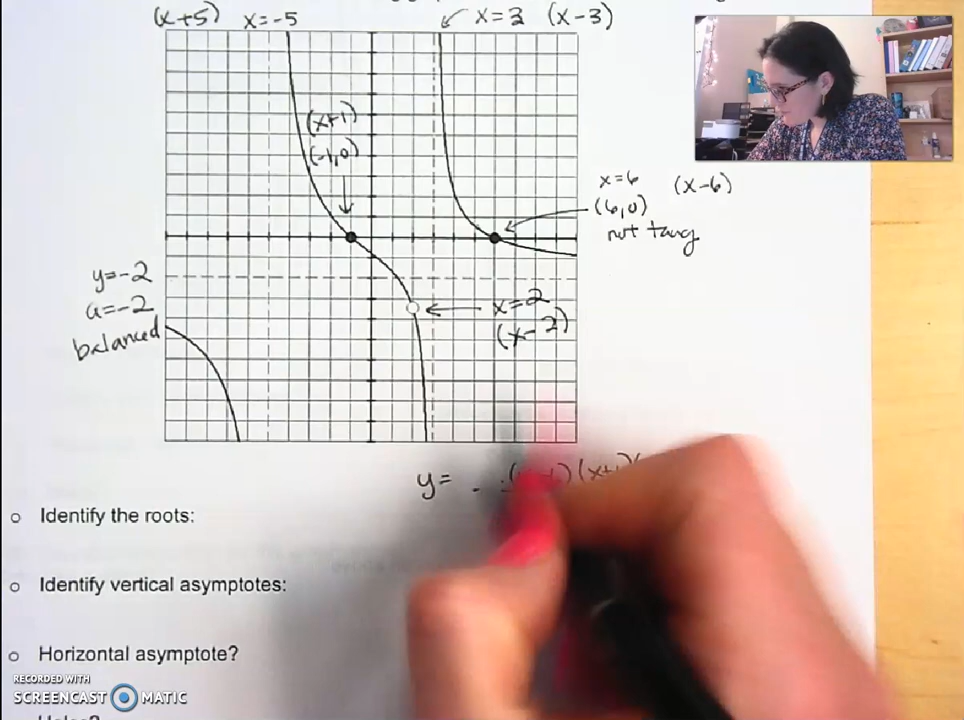 (x+5) x=-5
x=3 (x-3)
(x+1)
(-1,0)
x=6 (x-6)
(6,0)
not tang
y=-2
a=-2
balanced
x=2
(x-2)
y=
(x+1)
Identify the roots:
Identify vertical asymptotes:
Horizontal asymptote?
RECORDED WITH
SCREENCAST MATIC